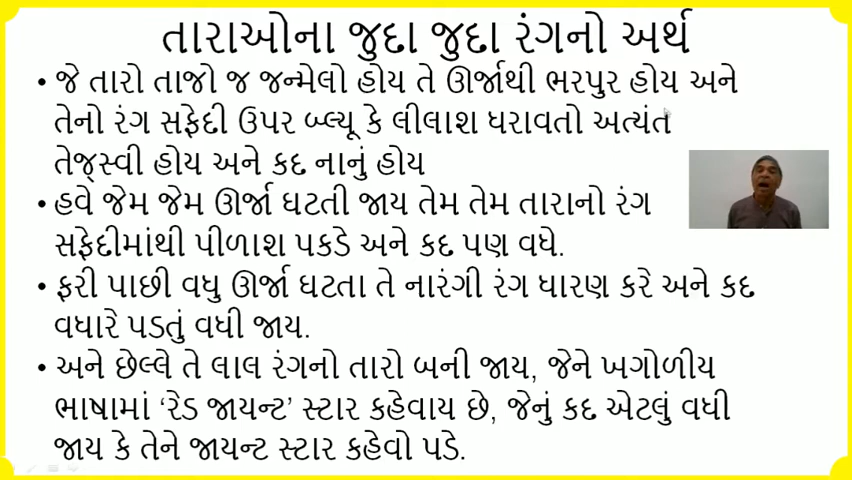 તારાઓના જુદા જુદા રંગનો અર્થ
• જે તારો તાજો જ જન્મેલો હોય તે ઊર્જાથી ભરપુર હોય અને
તેનો રંગ સફેદી ઉપર બ્લ્યૂ કે લીલાશ ધરાવતો અત્યંત
તેજ્સ્વી હોય અને કદ નાનું હોય
• હવે જેમ જેમ ઊર્જા ઘટતી જાય તેમ તેમ તારાનો રંગ
સફેદીમાંથી પીળાશ પકડે અને કદ પણ વધે.
• ફરી પાછી વધુ ઊર્જા ઘટતા તે નારંગી રંગ ધારણ કરે અને કદ
વધારે પડતું વધી જાય.
• અને છેલ્લે તે લાલ રંગનો તારો બની જાય, જેને ખગોળીય
ભાષામાં ‘રેડ જાયન્ટ’ સ્ટાર કહેવાય છે, જેનું કદ એટલું વધી
જાય કે તેને જાયન્ટ સ્ટાર કહેવો પડે.